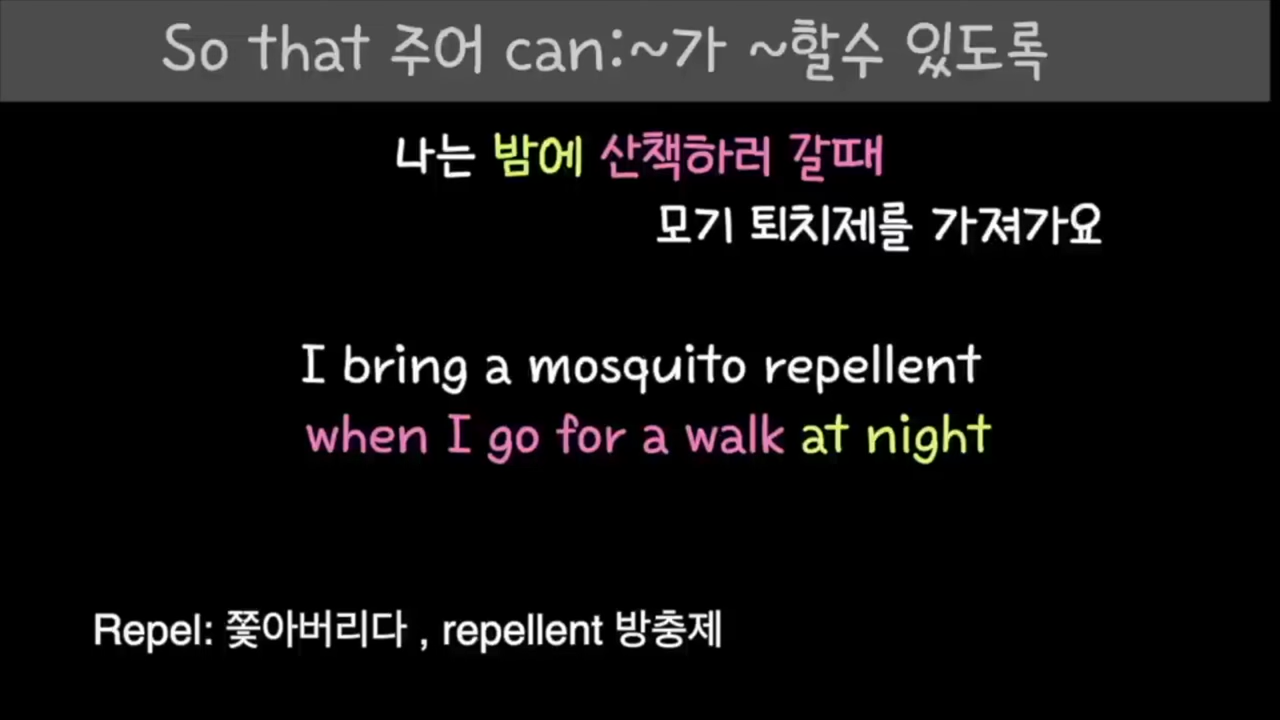 So that 주어 can:~가 ~할수 있도록
나는 밤에 산책하러 갈때
모기 퇴치제를 가져가요
I bring a mosquito repellent
when I go for a walk at night
Repel: 쫓아버리다 , repellent 방충제